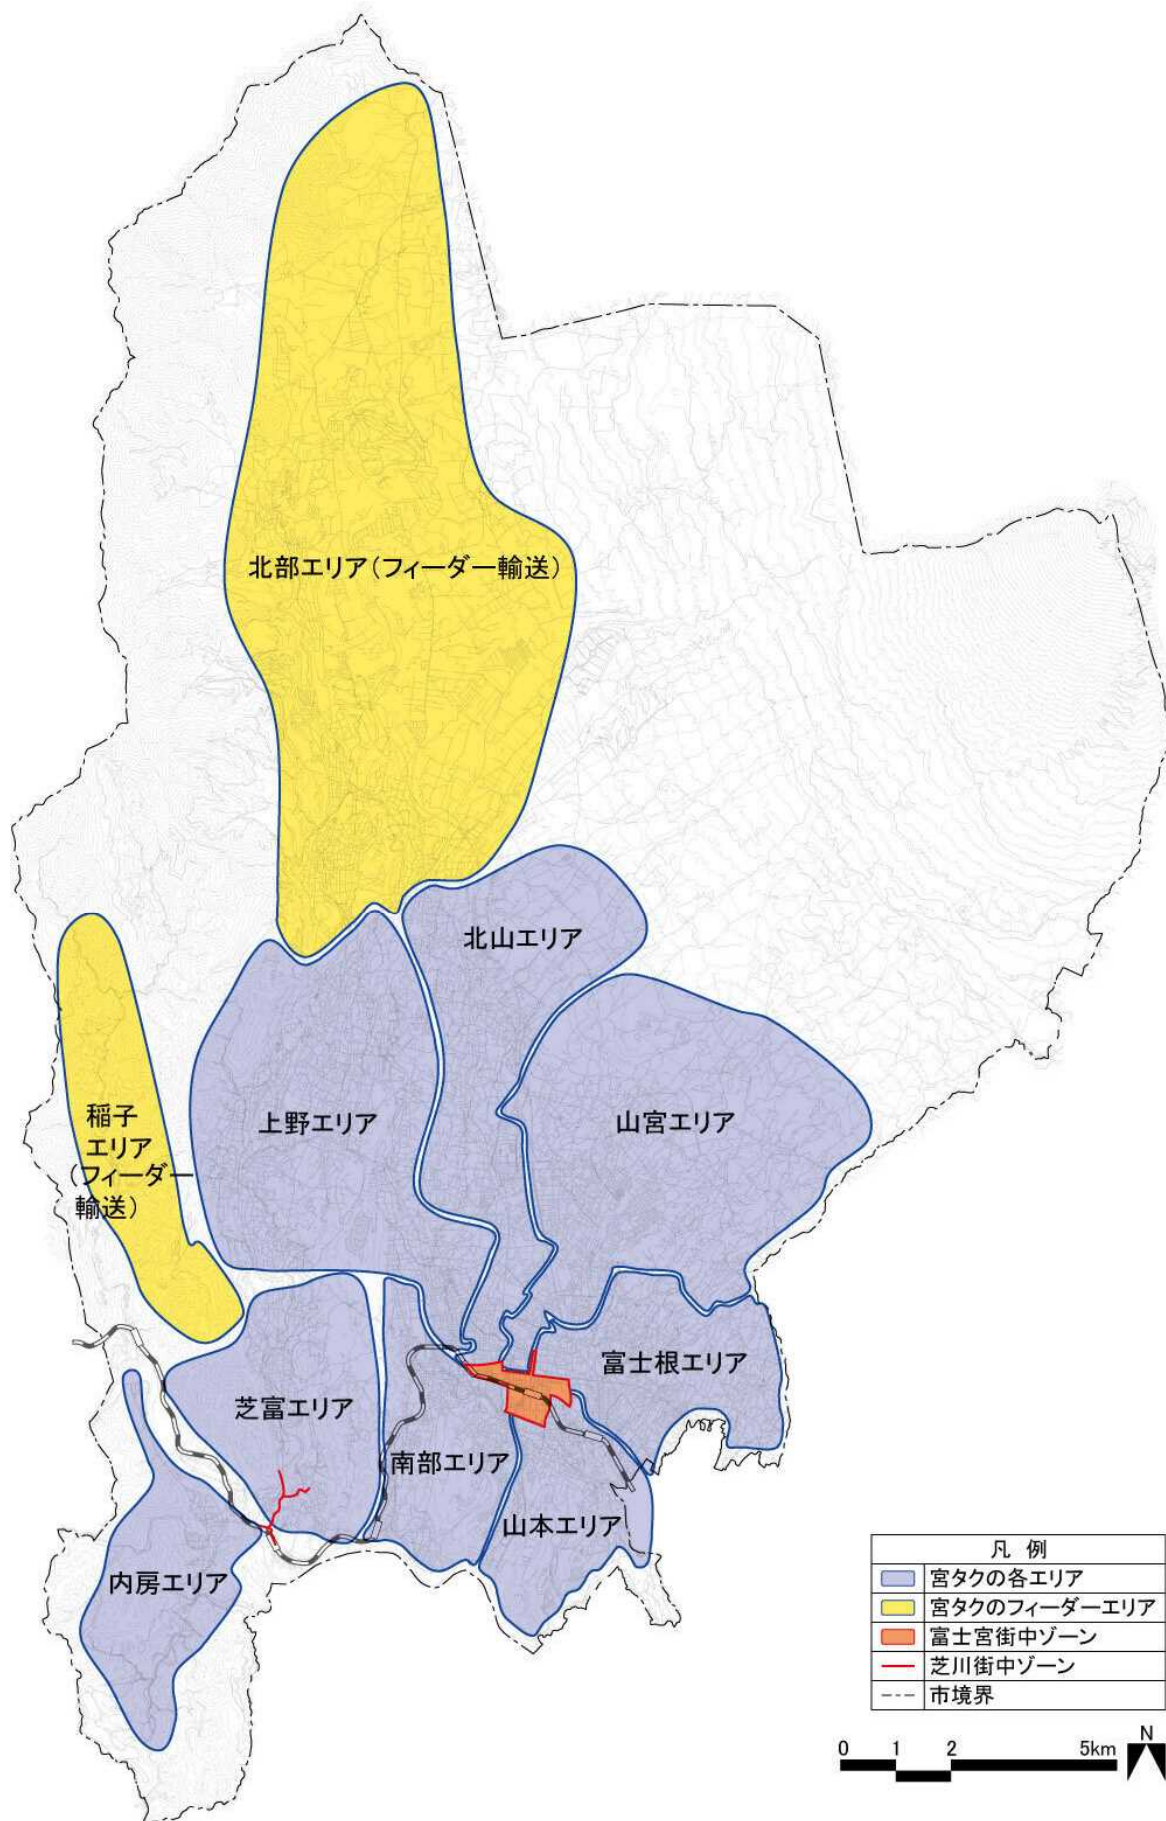 北部エリア(フィーダー輸送)
北山エリア
稲子
エリア
(フィーダー
輸送)
上野エリア
山宮エリア
富士根エリア
芝富エリア
南部エリア
山本エリア
内房エリア
凡 例
宮タクの各エリア
宮タクのフィーダーエリア
富士宮街中ゾーン
芝川街中ゾーン
市境界
0 1 2 5km
N